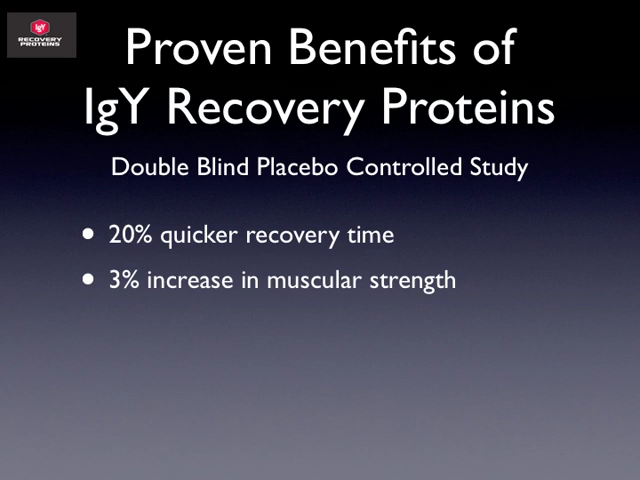 IgY
RECOVERY
PROTEINS
Proven Benefits of
IgY Recovery Proteins
Double Blind Placebo Controlled Study
• 20% quicker recovery time
• 3% increase in muscular strength